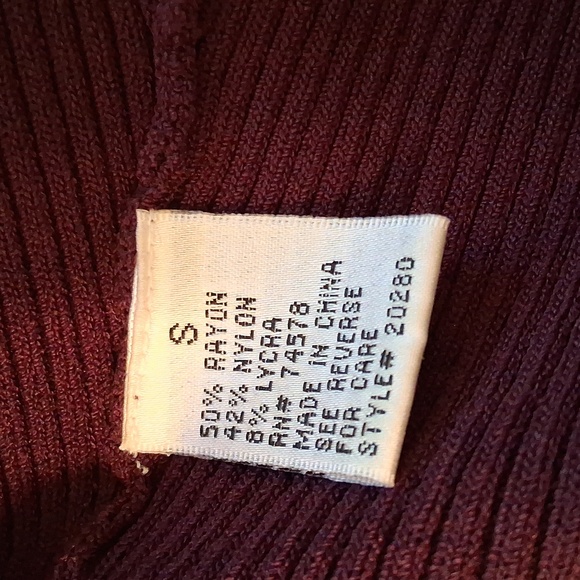 S
50% RAYON
42% NYLON
8% LYCRA
RN# 74578
MADE IN CHINA
SEE REVERSE
FOR CARE
STYLE# 20280